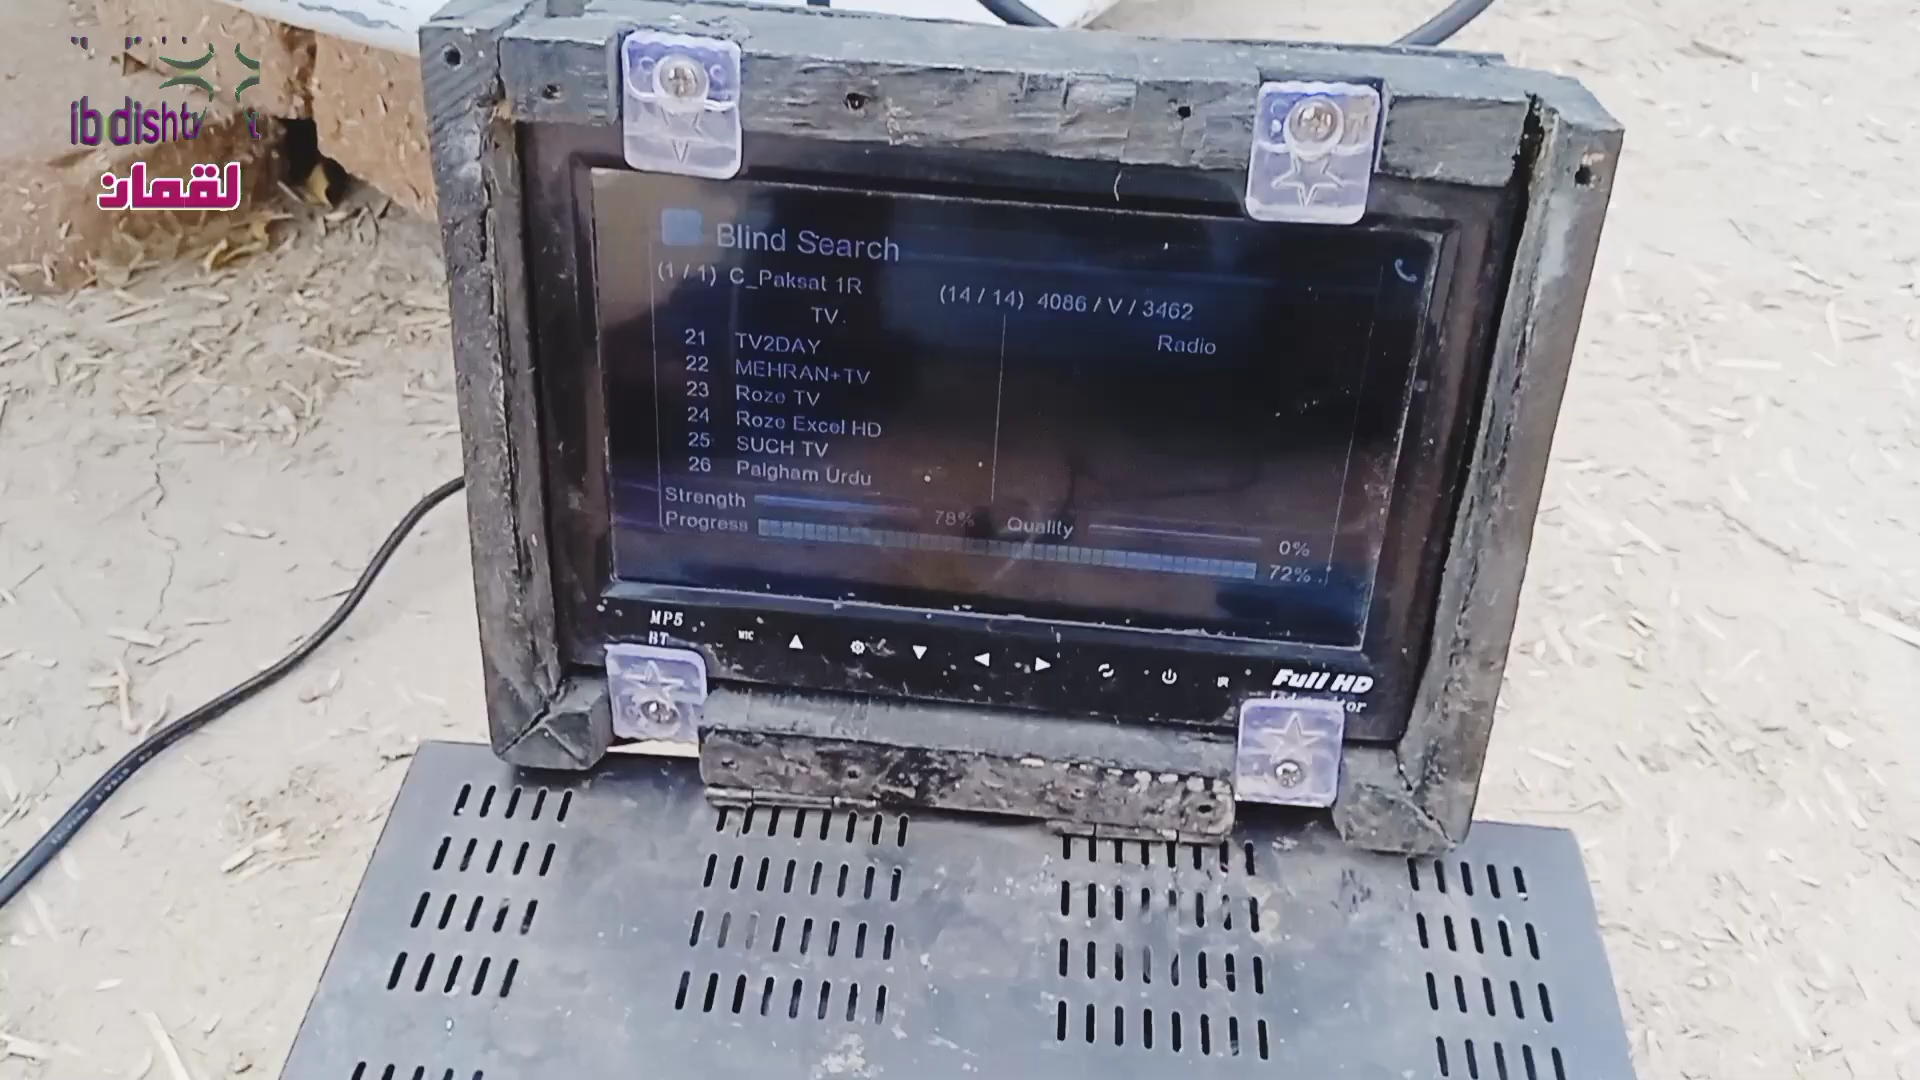 ib dishtv
لقمان
Blind Search
(1 / 1) C_Paksat 1R
(14 / 14) 4086 / V / 3462
TV
Radio
21 TV2DAY
22 MEHRAN+TV
23 Roze TV
24 Roze Excel HD
25 SUCH TV
26 Paigham Urdu
Strength 78% Quality 0%
Progress 72%
MP5
BT
MIC
IR
Full HD